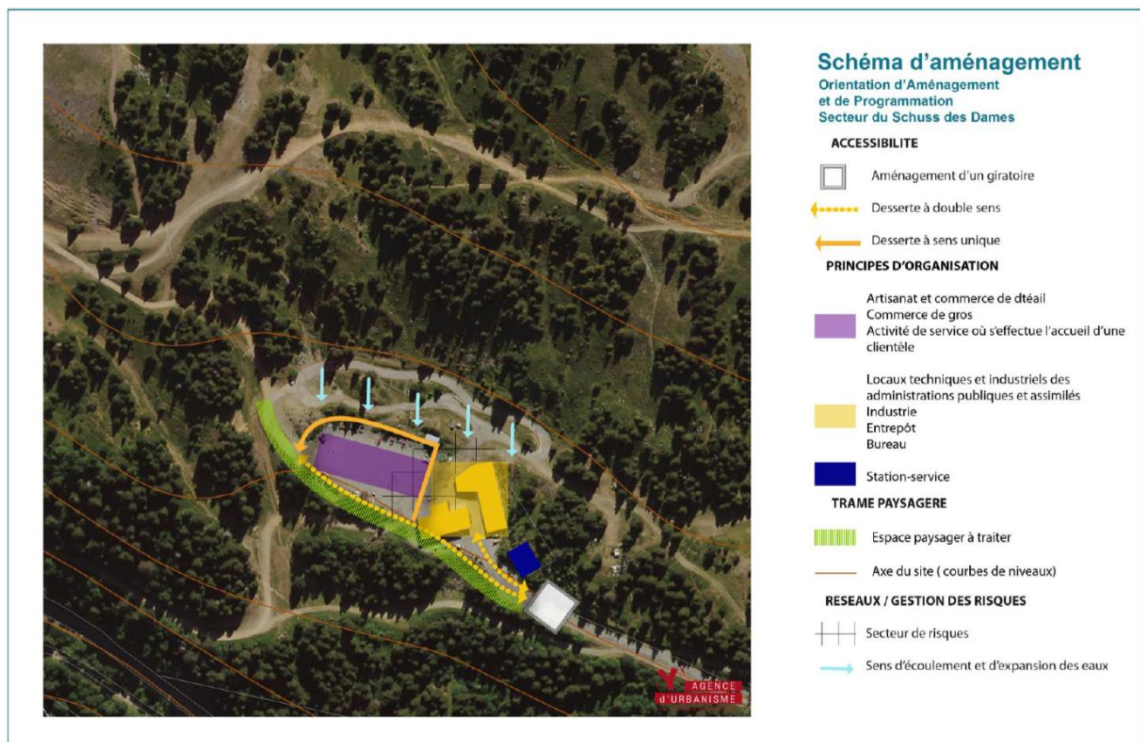 Schéma d'aménagement
Orientation d'Aménagement
et de Programmation
Secteur du Schuss des Dames
ACCESSIBILITE
Aménagement d'un giratoire
Desserte à double sens
Desserte à sens unique
PRINCIPES D'ORGANISATION
Artisanat et commerce de dtéail
Commerce de gros
Activité de service où s'effectue l'accueil d'une
clientèle
Locaux techniques et industriels des
administrations publiques et assimilés
Industrie
Entrepôt
Bureau
Station-service
TRAME PAYSAGERE
Espace paysager à traiter
Axe du site ( courbes de niveaux)
RESEAUX / GESTION DES RISQUES
Secteur de risques
Sens d'écoulement et d'expansion des eaux
AGENCE
d'URBANISME